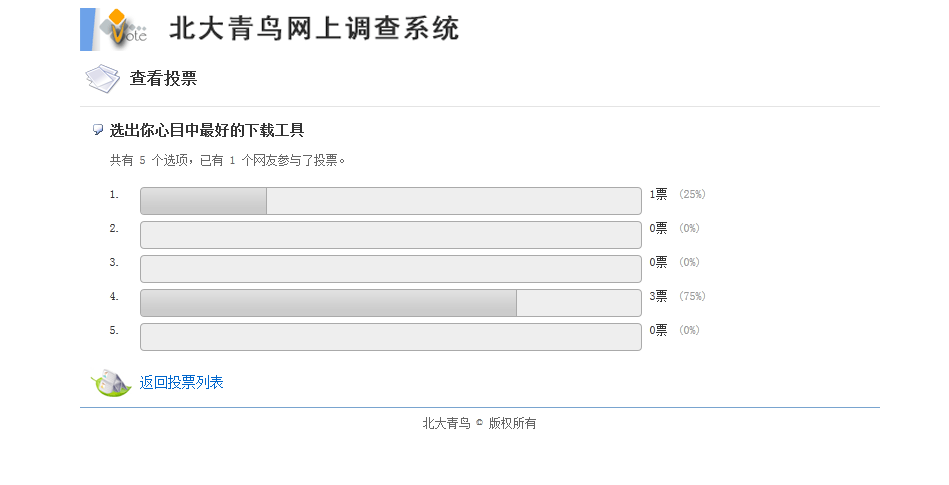 Vote 北大青鸟网上调查系统
查看投票
选出你心目中最好的下载工具
共有 5 个选项，已有 1 个网友参与了投票。
1. 1票 (25%)
2. 0票 (0%)
3. 0票 (0%)
4. 3票 (75%)
5. 0票 (0%)
返回投票列表
北大青鸟 © 版权所有